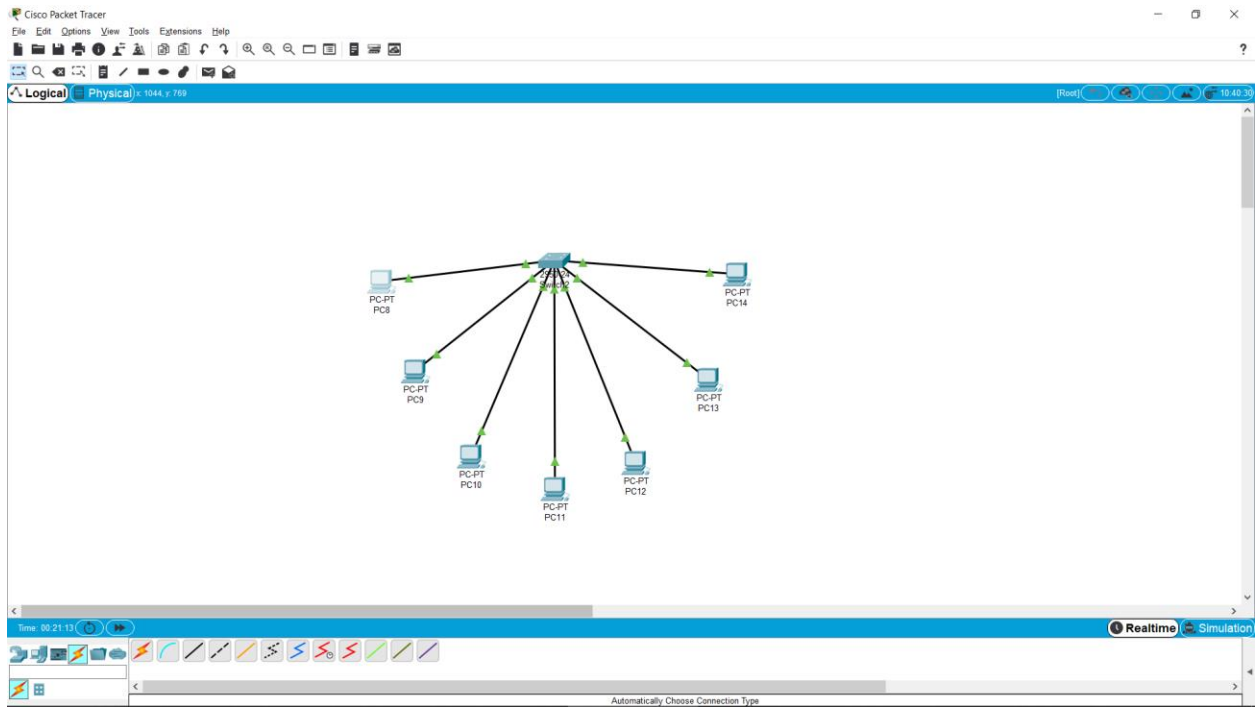 Cisco Packet Tracer
File Edit Options View Tools Extensions Help
?
Logical Physical x: 1044, y: 769 [Root] 10:40:30
2950-24
Switch2
PC-PT
PC8
PC-PT
PC14
PC-PT
PC9
PC-PT
PC13
PC-PT
PC10
PC-PT
PC12
PC-PT
PC11
Time: 00:21:13 Realtime Simulation
Automatically Choose Connection Type